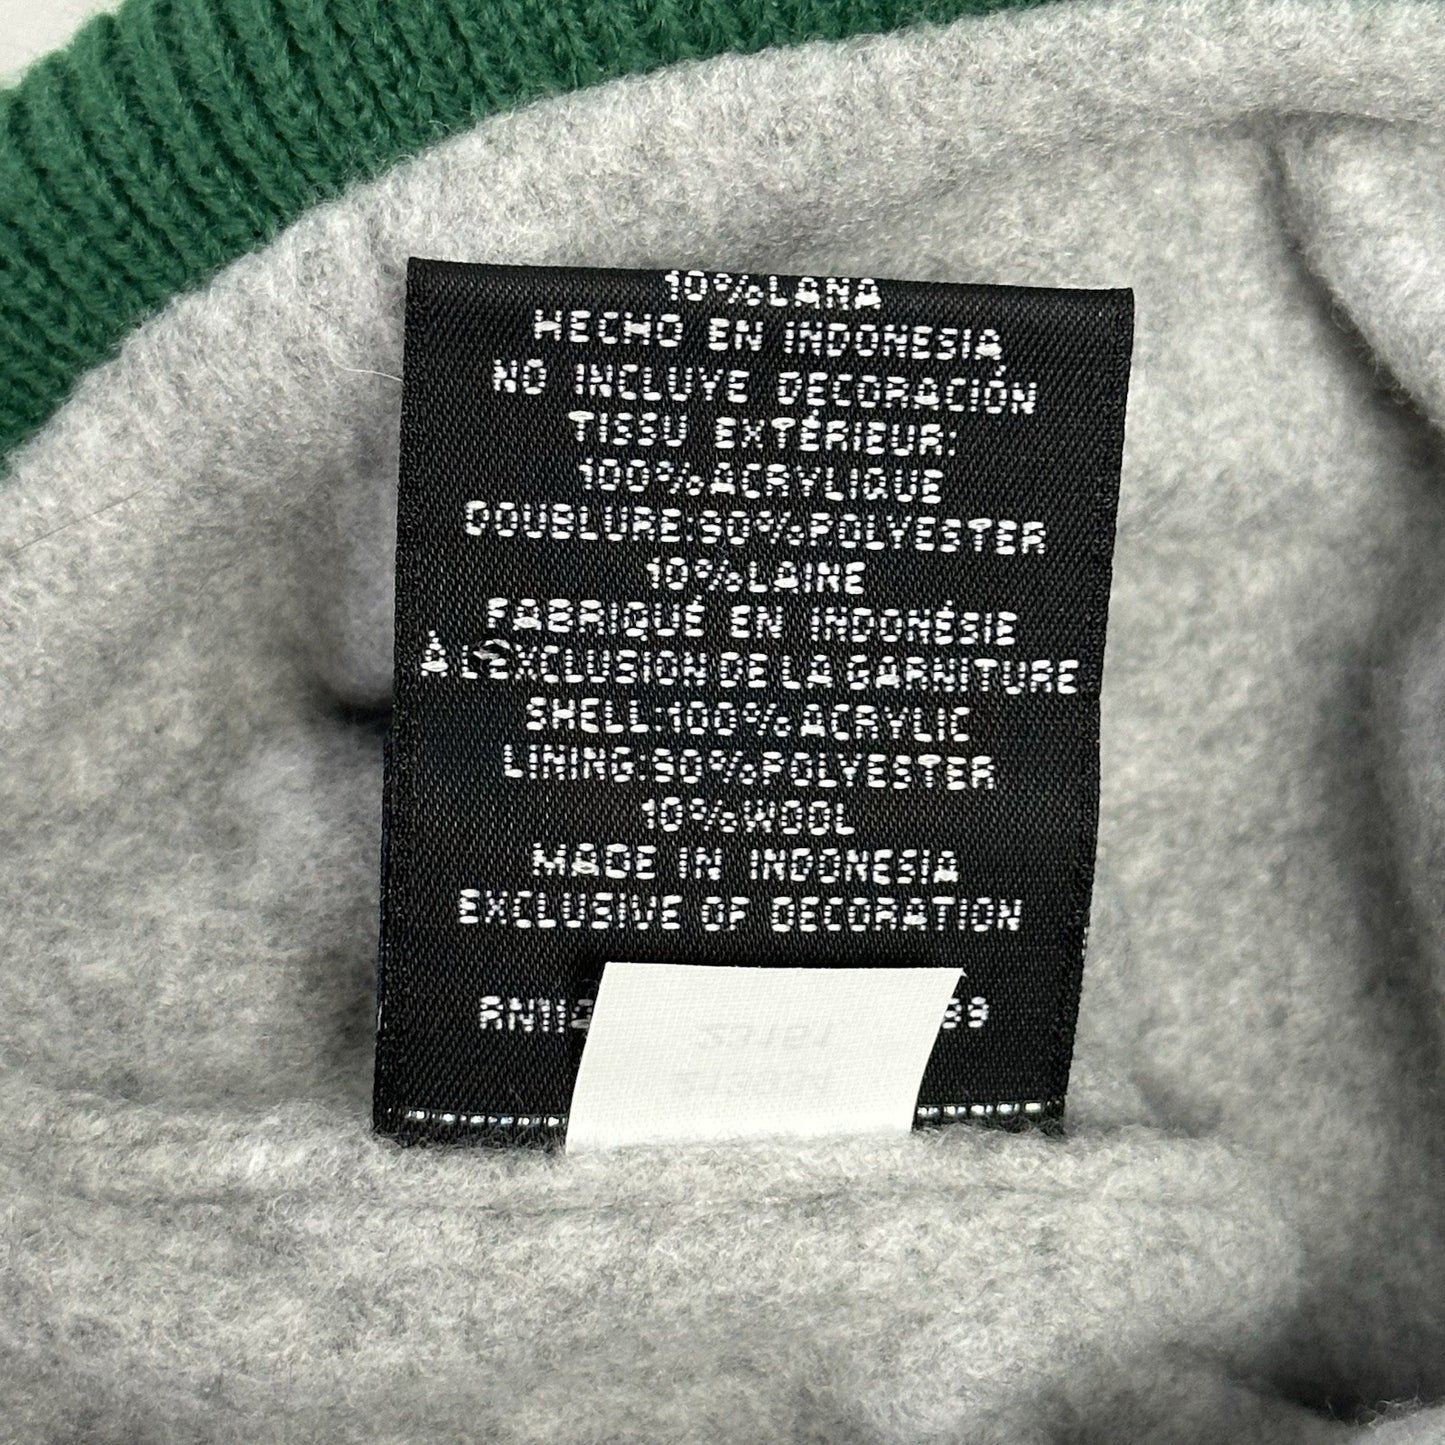 10%LANA
HECHO EN INDONESIA
NO INCLUYE DECORACIÓN
TISSU EXTÉRIEUR:
100%ACRYLIQUE
DOUBLURE:90%POLYESTER
10%LAINE
FABRIQUÉ EN INDONÉSIE
À L'EXCLUSION DE LA GARNITURE
SHELL:100%ACRYLIC
LINING:90%POLYESTER
10%WOOL
MADE IN INDONESIA
EXCLUSIVE OF DECORATION